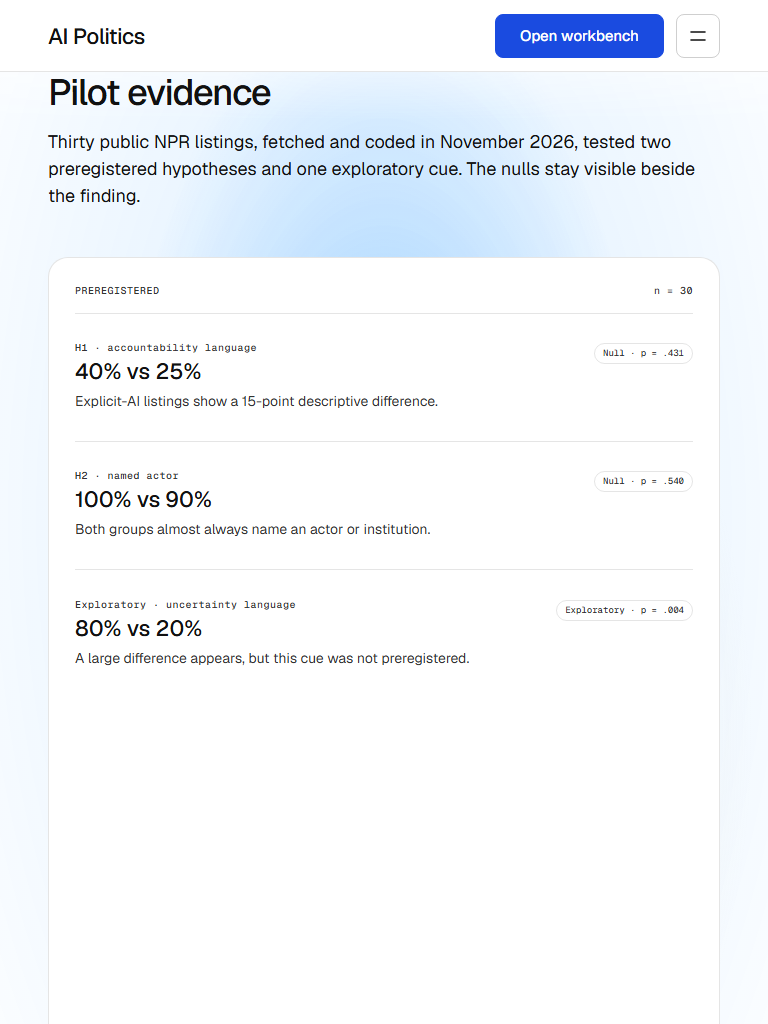 AI Politics
Open workbench
Pilot evidence
Thirty public NPR listings, fetched and coded in November 2026, tested two
preregistered hypotheses and one exploratory cue. The nulls stay visible beside
the finding.
PREREGISTERED
n = 30
H1 · accountability language
Null · p = .431
40% vs 25%
Explicit-AI listings show a 15-point descriptive difference.
H2 · named actor
Null · p = .540
100% vs 90%
Both groups almost always name an actor or institution.
Exploratory · uncertainty language
Exploratory · p = .004
80% vs 20%
A large difference appears, but this cue was not preregistered.